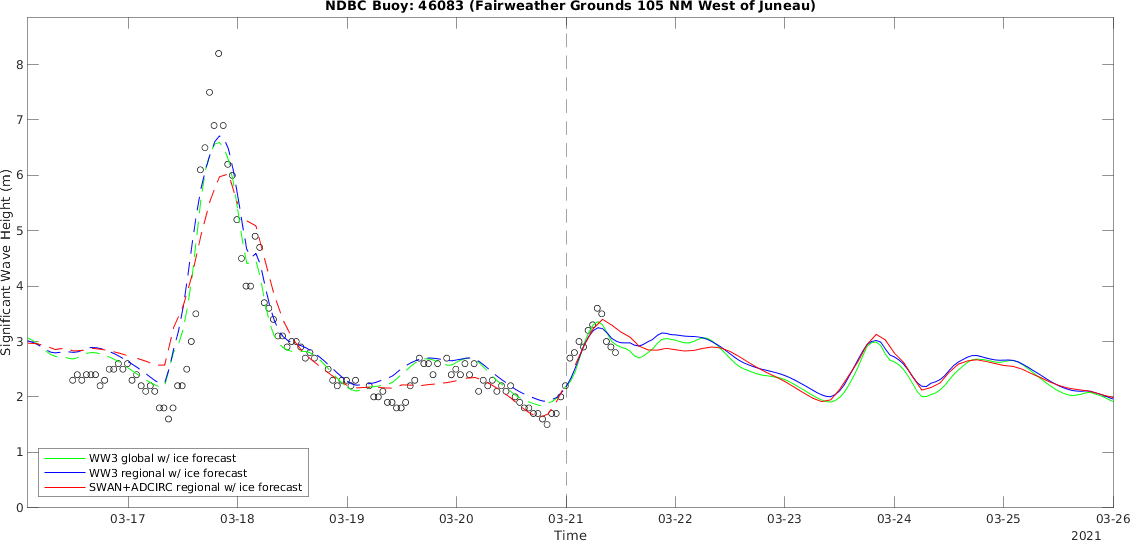 NDBC Buoy: 46083 (Fairweather Grounds 105 NM West of Juneau)
Significant Wave Height (m)
8
7
6
5
4
3
2
1
0
WW3 global w/ ice forecast
WW3 regional w/ ice forecast
SWAN+ADCIRC regional w/ ice forecast
03-17 03-18 03-19 03-20 03-21 03-22 03-23 03-24 03-25 03-26
Time
2021